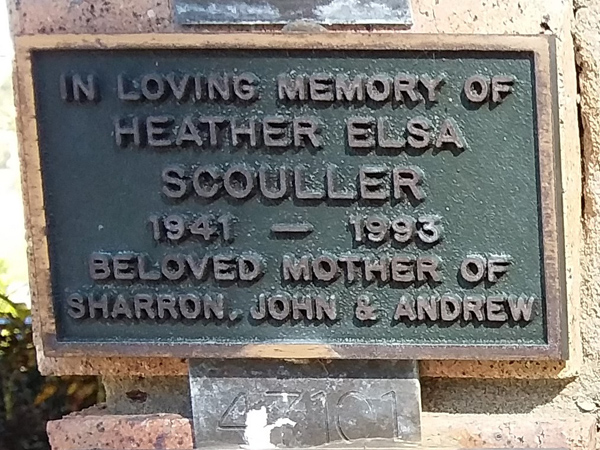 IN LOVING MEMORY OF
HEATHER ELSA
SCOULLER
1941 — 1993
BELOVED MOTHER OF
SHARRON, JOHN & ANDREW
47101